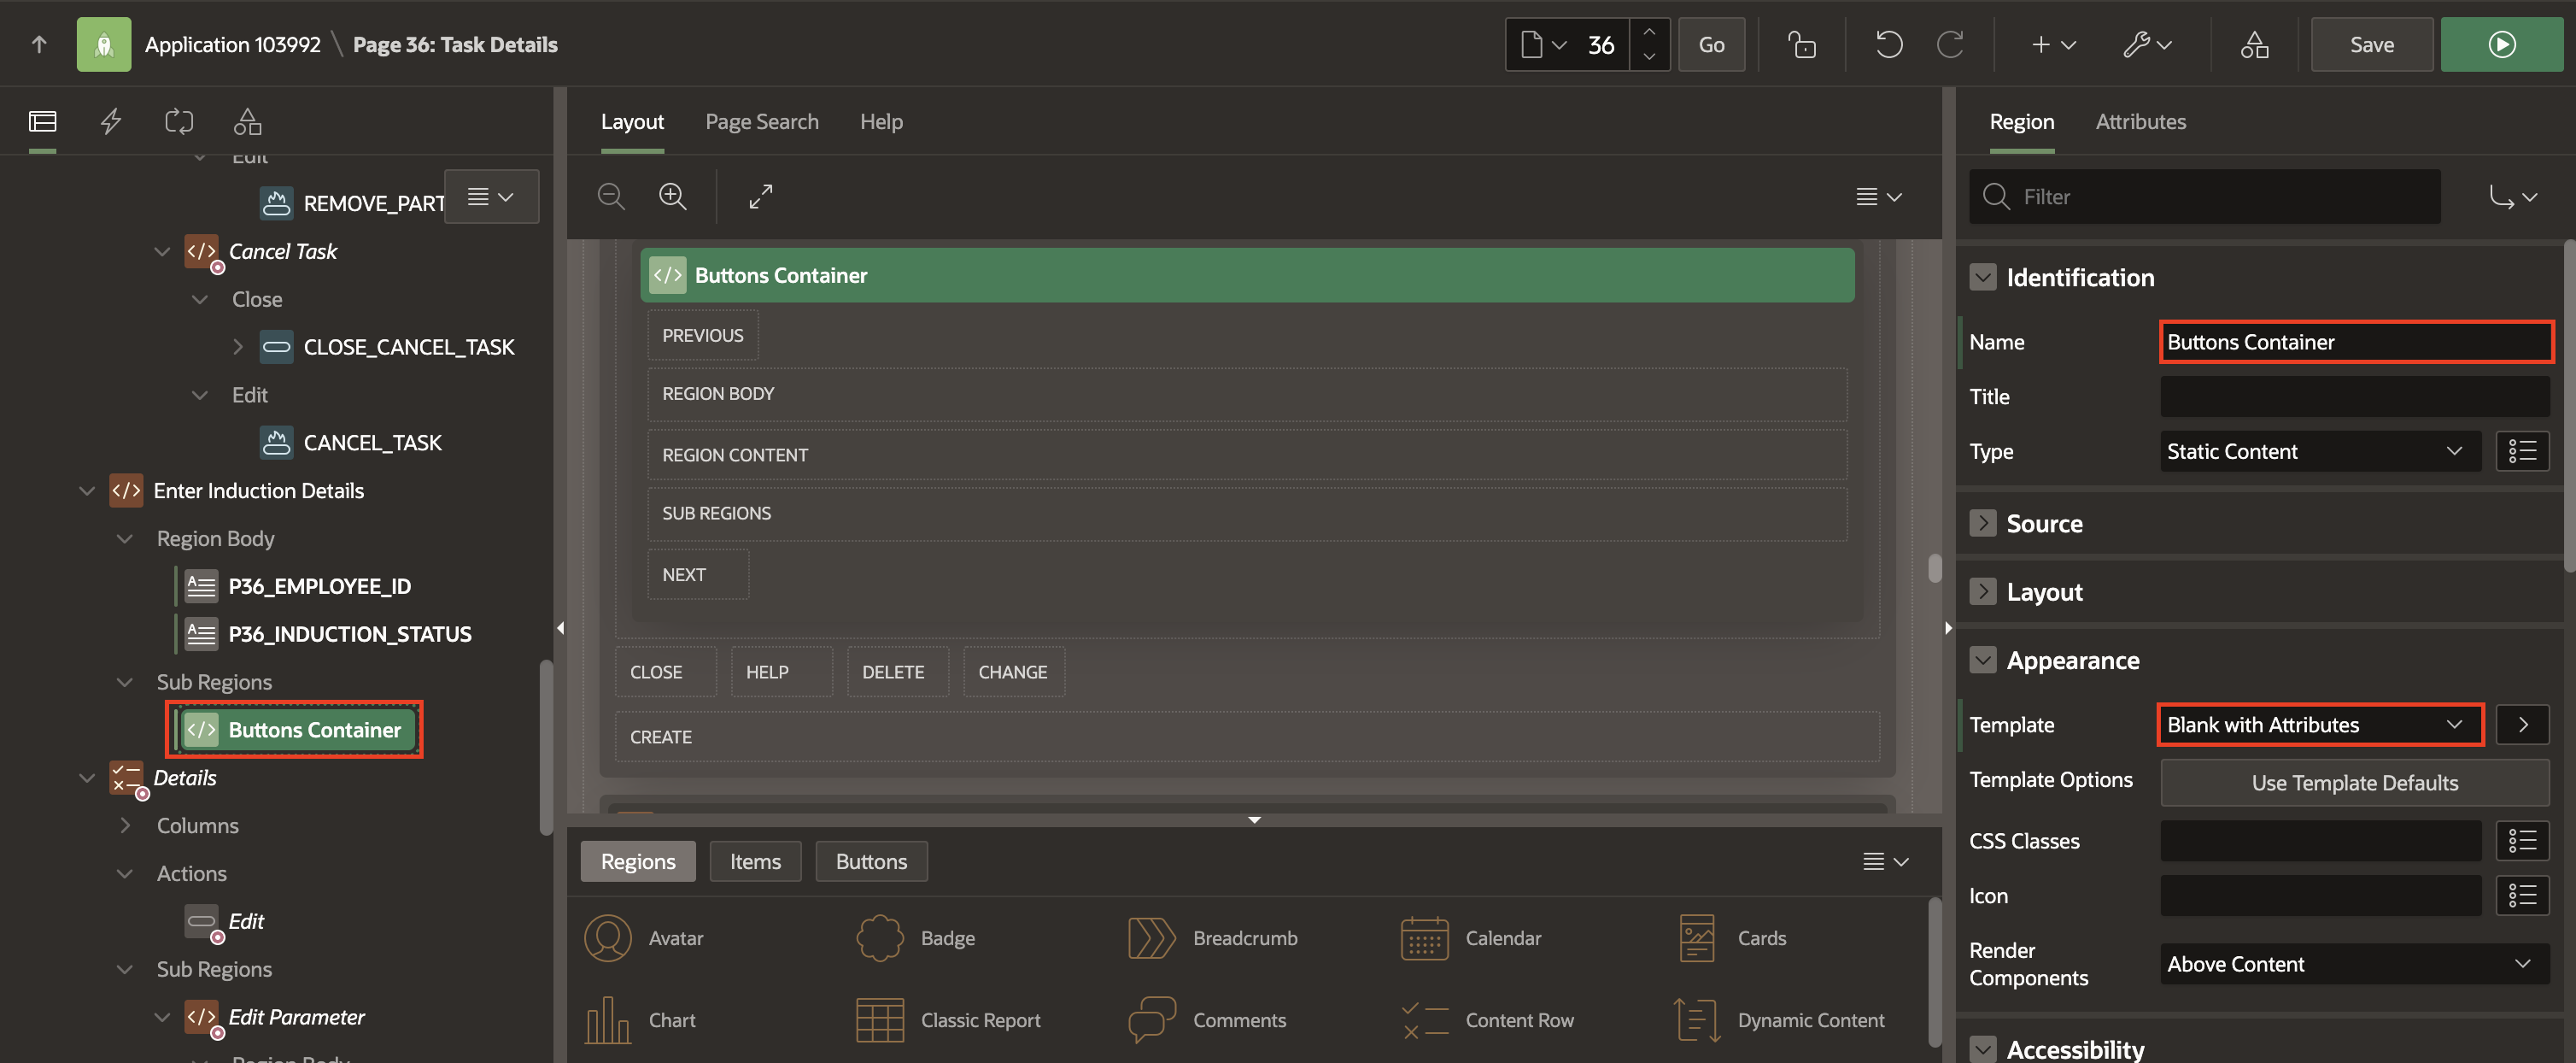 Application 103992 \ Page 36: Task Details
36
Go
Save
Edit
REMOVE_PART
Cancel Task
Close
CLOSE_CANCEL_TASK
Edit
CANCEL_TASK
Enter Induction Details
Region Body
P36_EMPLOYEE_ID
P36_INDUCTION_STATUS
Sub Regions
Buttons Container
Details
Columns
Actions
Edit
Sub Regions
Edit Parameter
Region Body
Layout Page Search Help
Buttons Container
PREVIOUS
REGION BODY
REGION CONTENT
SUB REGIONS
NEXT
CLOSE HELP DELETE CHANGE
CREATE
Regions Items Buttons
Avatar Badge Breadcrumb Calendar Cards
Chart Classic Report Comments Content Row Dynamic Content
Region Attributes
Filter
Identification
Name Buttons Container
Title
Type Static Content
Source
Layout
Appearance
Template Blank with Attributes
Template Options Use Template Defaults
CSS Classes
Icon
Render
Components Above Content
Accessibility